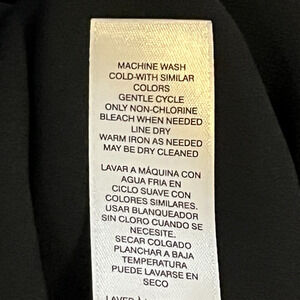 MACHINE WASH
COLD-WITH SIMILAR
COLORS
GENTLE CYCLE
ONLY NON-CHLORINE
BLEACH WHEN NEEDED
LINE DRY
WARM IRON AS NEEDED
MAY BE DRY CLEANED
LAVAR A MÁQUINA CON
AGUA FRIA EN
CICLO SUAVE CON
COLORES SIMILARES.
USAR BLANQUEADOR
SIN CLORO CUANDO SE
NECESITE.
SECAR COLGADO
PLANCHAR A BAJA
TEMPERATURA
PUEDE LAVARSE EN
SECO